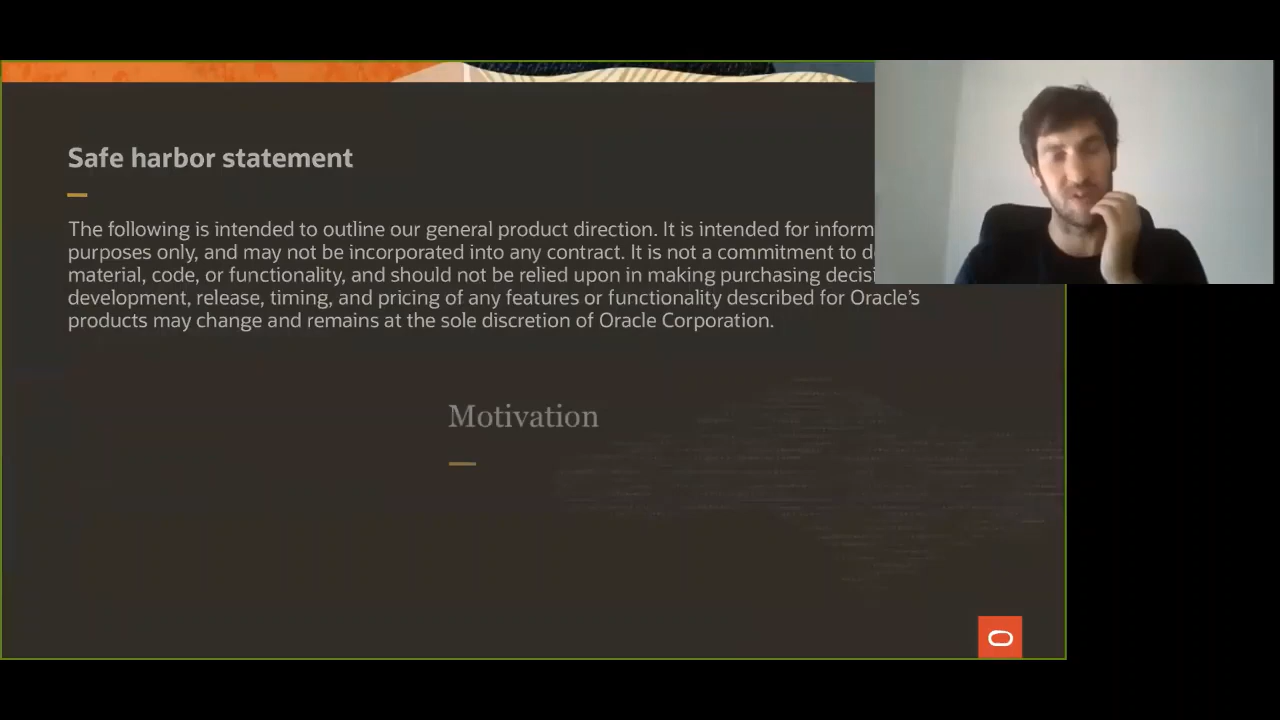 Safe harbor statement
The following is intended to outline our general product direction. It is intended for inform
purposes only, and may not be incorporated into any contract. It is not a commitment to d
material, code, or functionality, and should not be relied upon in making purchasing decisi
development, release, timing, and pricing of any features or functionality described for Oracle’s
products may change and remains at the sole discretion of Oracle Corporation.
Motivation